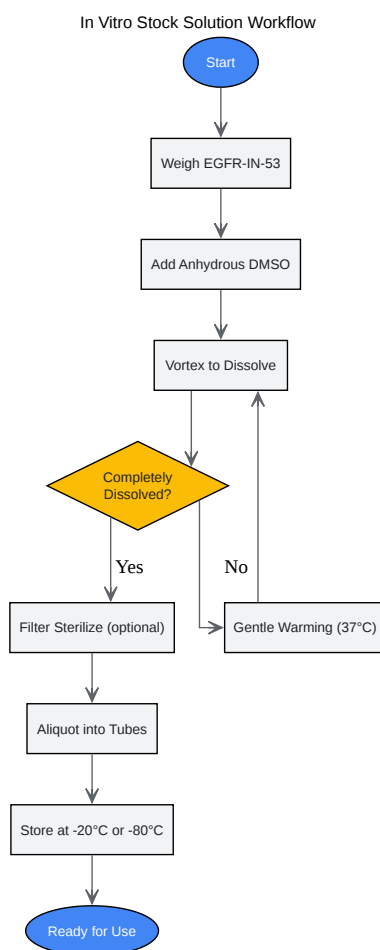 In Vitro Stock Solution Workflow
Start
Weigh EGFR-IN-53
Add Anhydrous DMSO
Vortex to Dissolve
Completely
Dissolved?
Yes
No
Filter Sterilize (optional)
Gentle Warming (37°C)
Aliquot into Tubes
Store at -20°C or -80°C
Ready for Use